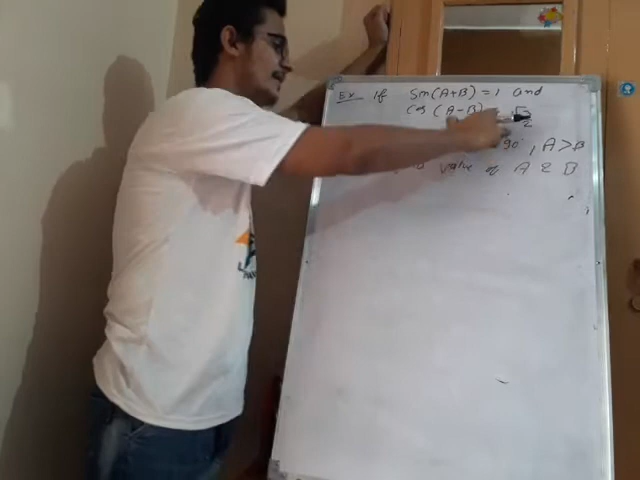 Ex If Sin(A+B) = 1 and
Cos (A-B) = √3/2
90°, A > B
value of A & B